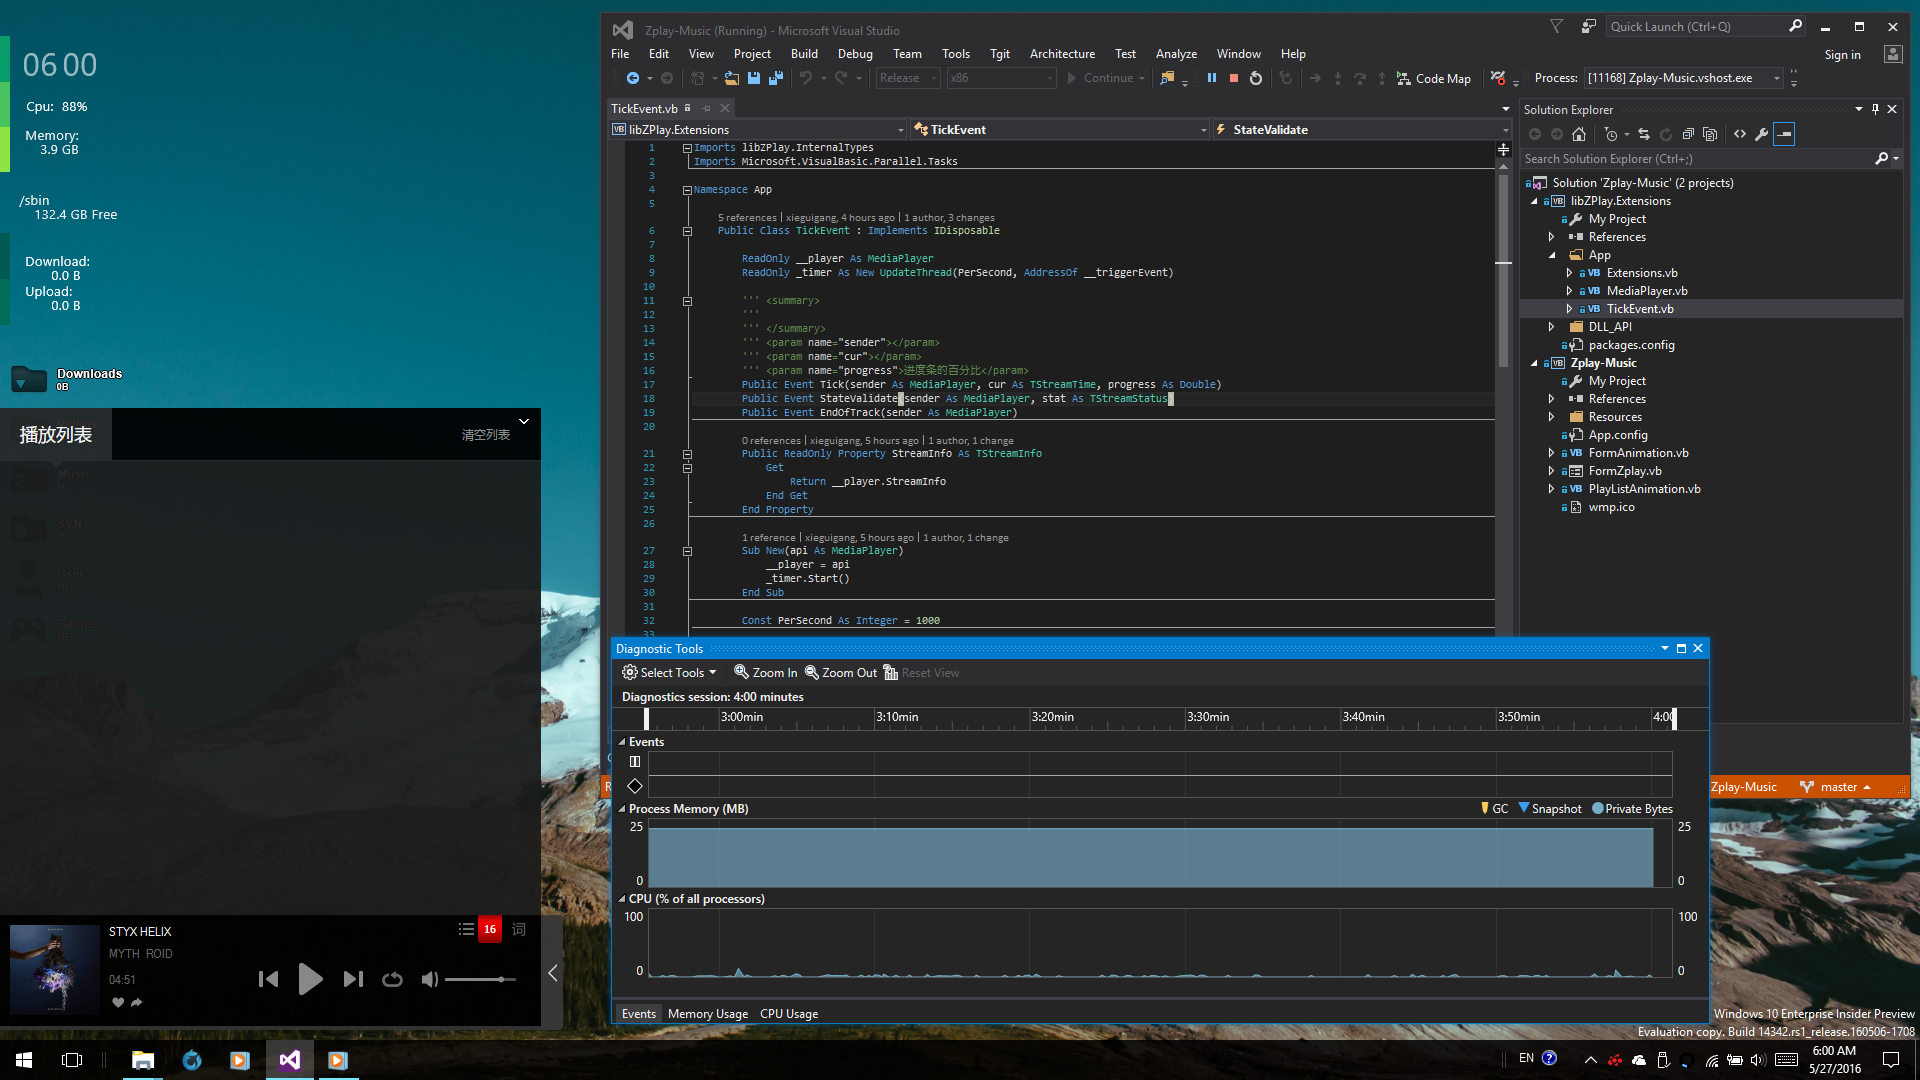 06 00
Cpu: 88%
Memory:
3.9 GB
/sbin
132.4 GB Free
Download:
0.0 B
Upload:
0.0 B
Downloads
0B
播放列表
清空列表
Music
0B
SVN
0B
User
0B
Games
0B
STYX HELIX
MYTH ROID
04:51
16
词
Zplay-Music (Running) - Microsoft Visual Studio
Quick Launch (Ctrl+Q)
File Edit View Project Build Debug Team Tools Tgit Architecture Test Analyze Window Help
Sign in
Release x86 Continue Code Map Process: [11168] Zplay-Music.vshost.exe
TickEvent.vb
libZPlay.Extensions TickEvent StateValidate
1 Imports libZPlay.InternalTypes
2 Imports Microsoft.VisualBasic.Parallel.Tasks
3
4 Namespace App
5
5 references | xieguigang, 4 hours ago | 1 author, 3 changes
6 Public Class TickEvent : Implements IDisposable
7
8 ReadOnly __player As MediaPlayer
9 ReadOnly _timer As New UpdateThread(PerSecond, AddressOf __triggerEvent)
10
11 ''' <summary>
12 '''
13 ''' </summary>
14 ''' <param name="sender"></param>
15 ''' <param name="cur"></param>
16 ''' <param name="progress">进度条的百分比</param>
17 Public Event Tick(sender As MediaPlayer, cur As TStreamTime, progress As Double)
18 Public Event StateValidate(sender As MediaPlayer, stat As TStreamStatus)
19 Public Event EndOfTrack(sender As MediaPlayer)
20
0 references | xieguigang, 5 hours ago | 1 author, 1 change
21 Public ReadOnly Property StreamInfo As TStreamInfo
22 Get
23 Return __player.StreamInfo
24 End Get
25 End Property
26
1 reference | xieguigang, 5 hours ago | 1 author, 1 change
27 Sub New(api As MediaPlayer)
28 __player = api
29 _timer.Start()
30 End Sub
31
32 Const PerSecond As Integer = 1000
33
Solution Explorer
Search Solution Explorer (Ctrl+;)
Solution 'Zplay-Music' (2 projects)
VB libZPlay.Extensions
My Project
References
App
VB Extensions.vb
VB MediaPlayer.vb
VB TickEvent.vb
DLL_API
packages.config
VB Zplay-Music
My Project
References
Resources
App.config
VB FormAnimation.vb
FormZplay.vb
VB PlayListAnimation.vb
wmp.ico
Zplay-Music master
Diagnostic Tools
Select Tools Zoom In Zoom Out Reset View
Diagnostics session: 4:00 minutes
3:00min 3:10min 3:20min 3:30min 3:40min 3:50min 4:00
Events
Process Memory (MB) GC Snapshot Private Bytes
25 25
0 0
CPU (% of all processors)
100 100
0 0
Events Memory Usage CPU Usage
Windows 10 Enterprise Insider Preview
Evaluation copy. Build 14342.rs1_release.160506-1708
EN
6:00 AM
5/27/2016